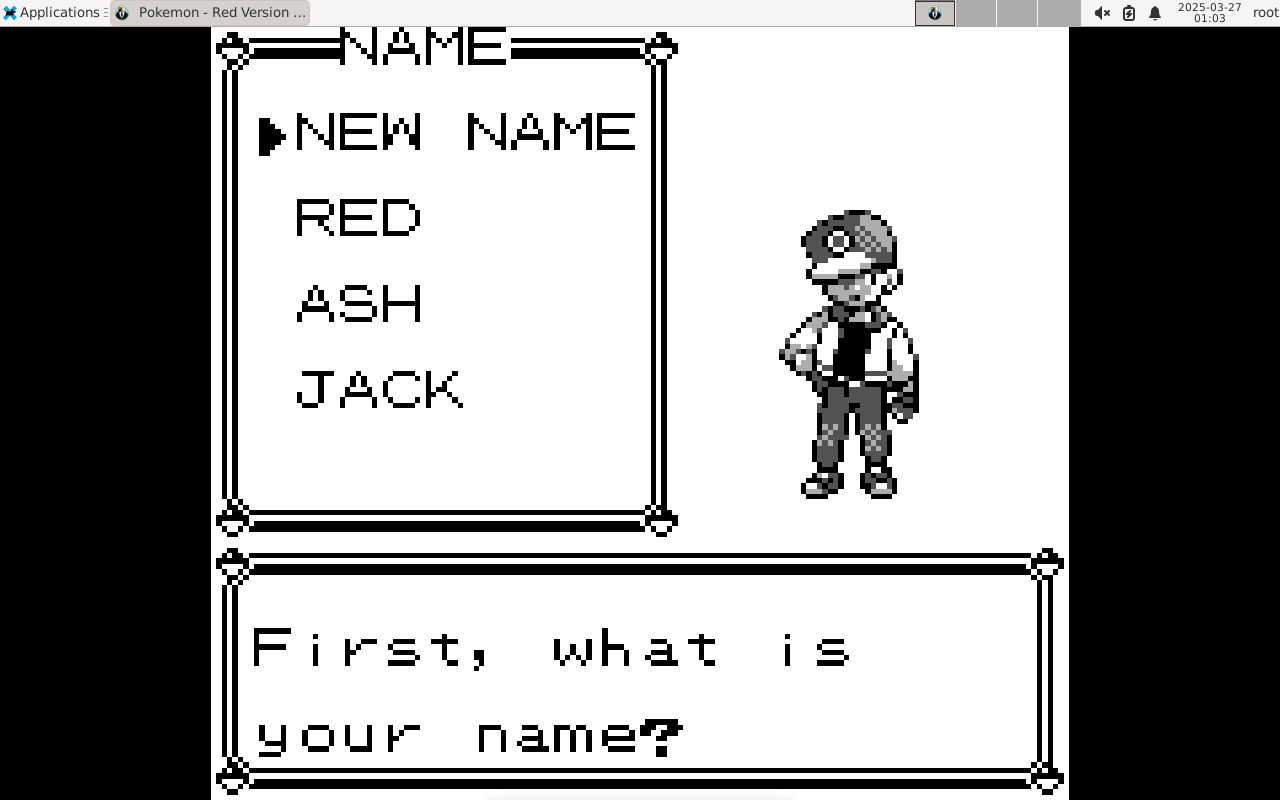 Applications
Pokemon - Red Version ...
2025-03-27
01:03
root
NAME
NEW NAME
RED
ASH
JACK
First, what is
your name?